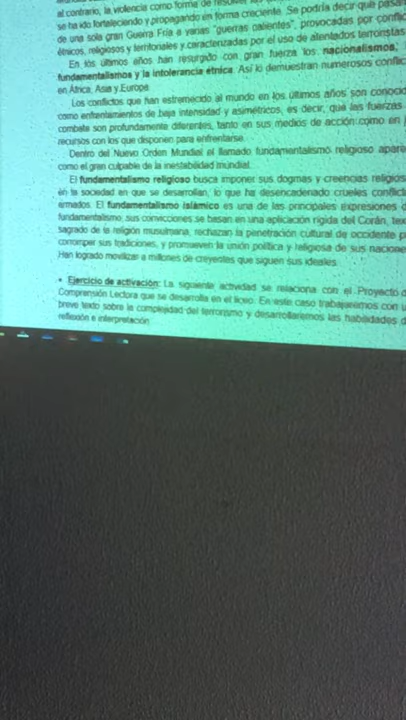 al contrario, la violencia como forma de resolver los
se ha ido fortaleciendo y propagando en forma creciente. Se podría decir que pasa
de una sola gran Guerra Fría a varias "guerras calientes", provocadas por conflic
étnicos, religiosos y territoriales y caracterizadas por el uso de atentados terroristas
En los últimos años han resurgido con gran fuerza los nacionalismos,
fundamentalismos y la intolerancia étnica. Así lo demuestran numerosos conflic
en África, Asia y Europa.
Los conflictos que han estremecido al mundo en los últimos años son conocid
como enfrentamientos de baja intensidad y asimétricos, es decir, que las fuerzas
combate son profundamente diferentes, tanto en sus medios de acción como en
recursos con los que disponen para enfrentarse.
Dentro del Nuevo Orden Mundial el llamado fundamentalismo religioso apare
como el gran culpable de la inestabilidad mundial.
El fundamentalismo religioso busca imponer sus dogmas y creencias religios
en la sociedad en que se desarrollan, lo que ha desencadenado crueles conflict
armados. El fundamentalismo islámico es una de las principales expresiones d
fundamentalismo, sus convicciones se basan en una aplicación rígida del Corán, tex
sagrado de la religión musulmana, rechazan la penetración cultural de occidente p
corromper sus tradiciones, y promueven la unión política y religiosa de sus nacione
Han logrado movilizar a millones de creyentes que siguen sus ideales.
• Ejercicio de activación: La siguiente actividad se relaciona con el Proyecto d
Comprensión Lectora que se desarrolla en el liceo. En este caso trabajaremos con u
breve texto sobre la complejidad del terrorismo y desarrollaremos las habilidades d
reflexión e interpretación